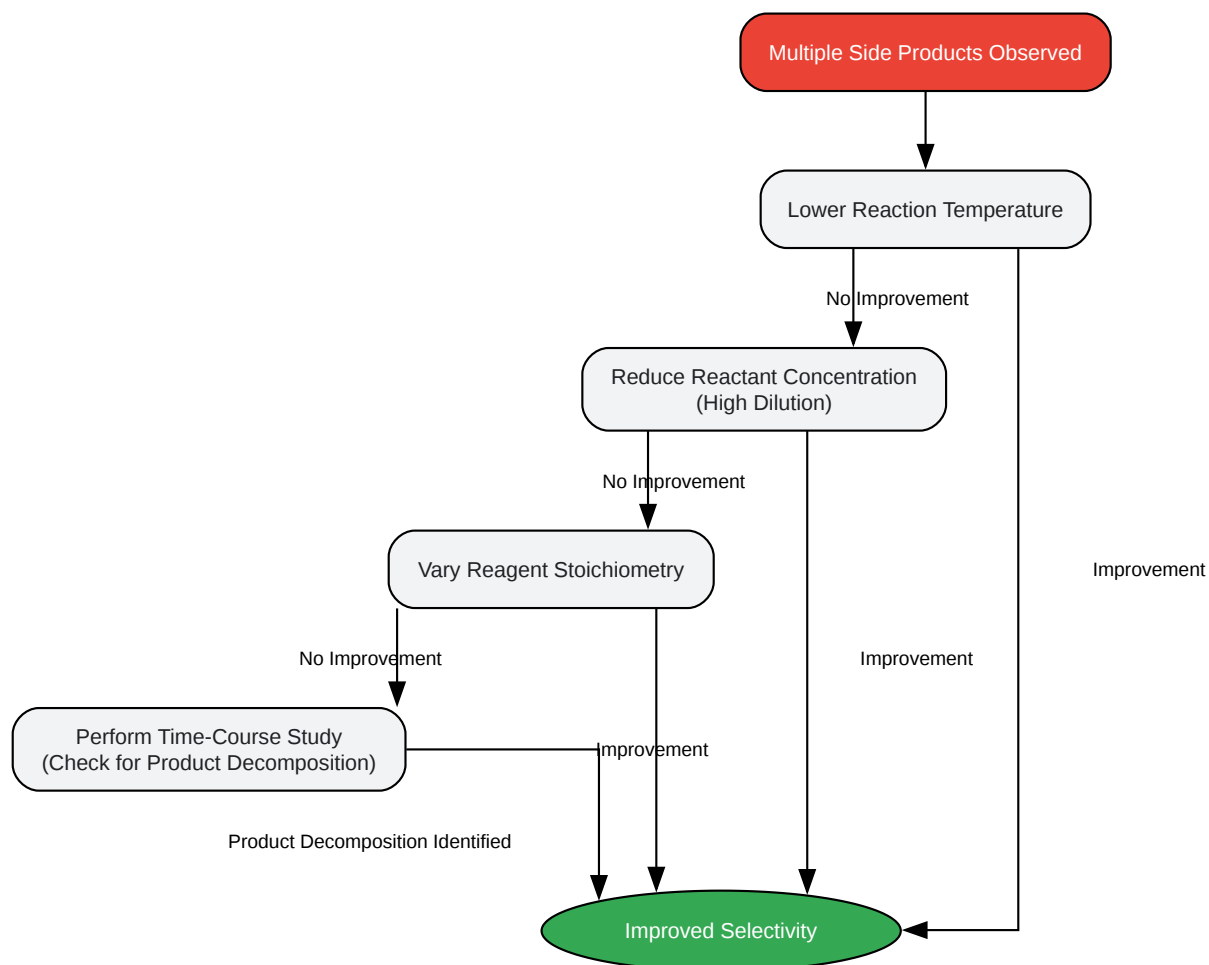 Multiple Side Products Observed
Lower Reaction Temperature
No Improvement
Reduce Reactant Concentration
(High Dilution)
No Improvement
Vary Reagent Stoichiometry
Improvement
No Improvement
Improvement
Perform Time-Course Study
(Check for Product Decomposition)
Improvement
Product Decomposition Identified
Improved Selectivity